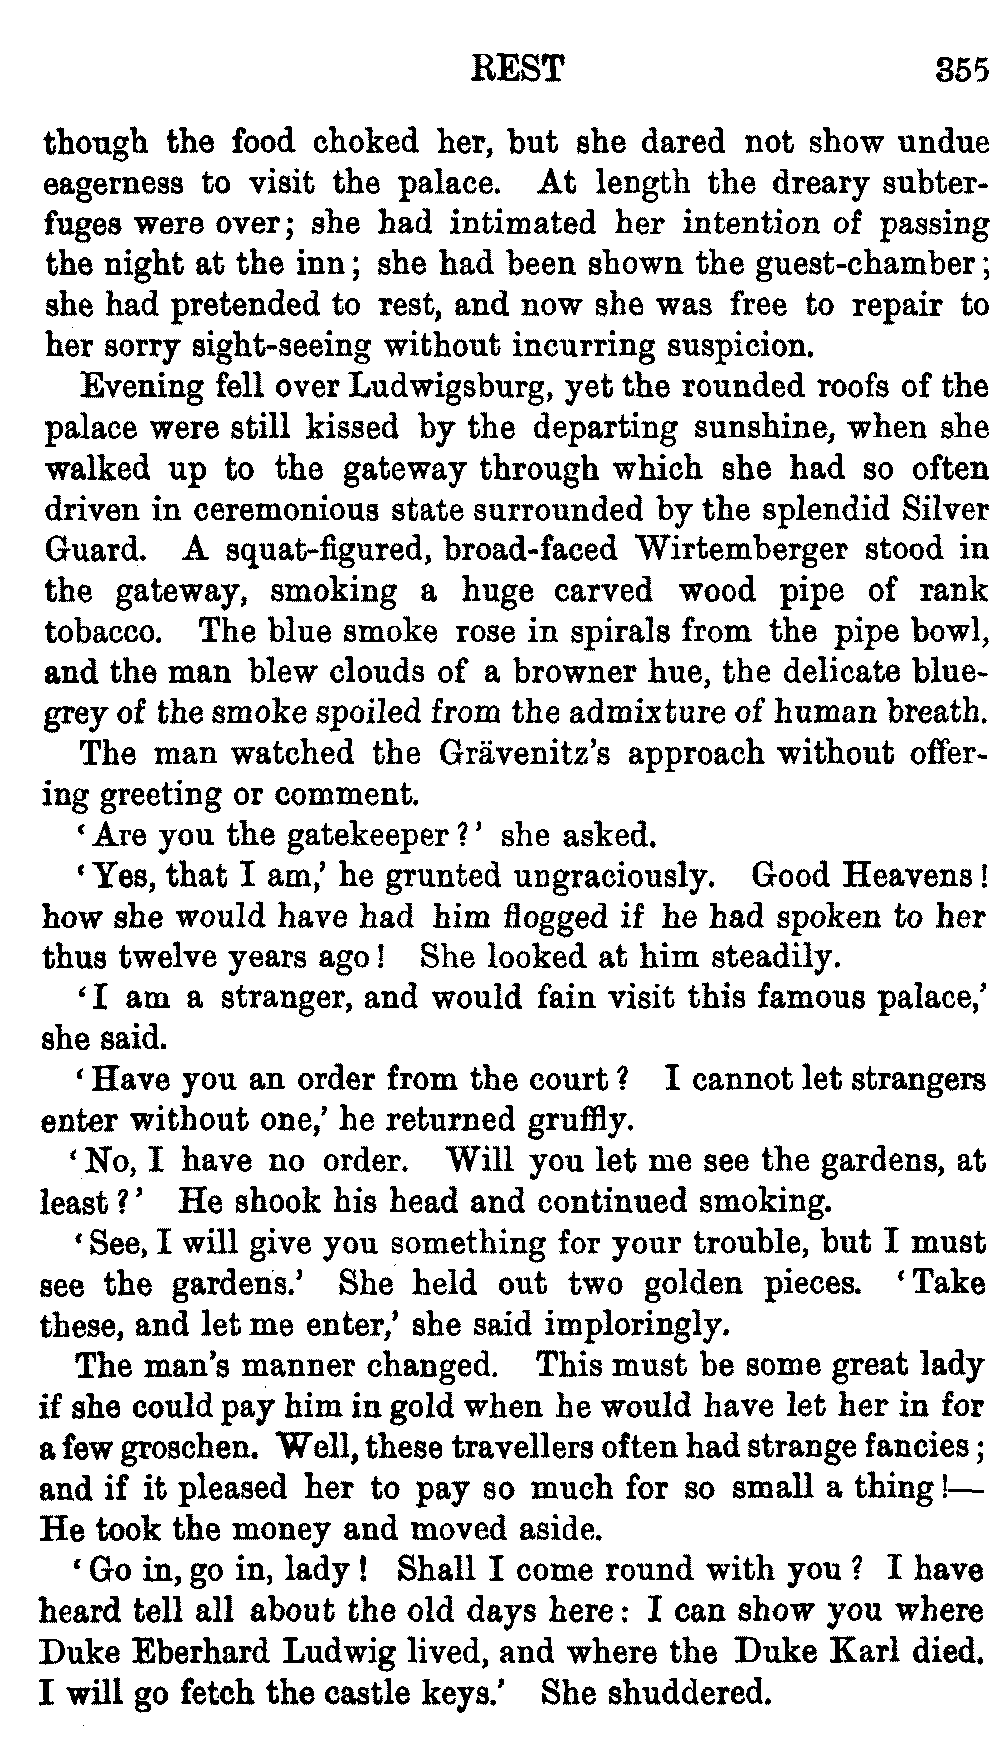 REST 355
though the food choked her, but she dared not show undue
eagerness to visit the palace. At length the dreary subter-
fuges were over; she had intimated her intention of passing
the night at the inn; she had been shown the guest-chamber;
she had pretended to rest, and now she was free to repair to
her sorry sight-seeing without incurring suspicion.
Evening fell over Ludwigsburg, yet the rounded roofs of the
palace were still kissed by the departing sunshine, when she
walked up to the gateway through which she had so often
driven in ceremonious state surrounded by the splendid Silver
Guard. A squat-figured, broad-faced Wirtemberger stood in
the gateway, smoking a huge carved wood pipe of rank
tobacco. The blue smoke rose in spirals from the pipe bowl,
and the man blew clouds of a browner hue, the delicate blue-
grey of the smoke spoiled from the admixture of human breath.
The man watched the Grävenitz's approach without offer-
ing greeting or comment.
'Are you the gatekeeper?' she asked.
'Yes, that I am,' he grunted ungraciously. Good Heavens!
how she would have had him flogged if he had spoken to her
thus twelve years ago! She looked at him steadily.
'I am a stranger, and would fain visit this famous palace,'
she said.
'Have you an order from the court? I cannot let strangers
enter without one,' he returned gruffly.
'No, I have no order. Will you let me see the gardens, at
least?' He shook his head and continued smoking.
'See, I will give you something for your trouble, but I must
see the gardens.' She held out two golden pieces. 'Take
these, and let me enter,' she said imploringly.
The man's manner changed. This must be some great lady
if she could pay him in gold when he would have let her in for
a few groschen. Well, these travellers often had strange fancies;
and if it pleased her to pay so much for so small a thing!—
He took the money and moved aside.
'Go in, go in, lady! Shall I come round with you? I have
heard tell all about the old days here: I can show you where
Duke Eberhard Ludwig lived, and where the Duke Karl died.
I will go fetch the castle keys.' She shuddered.